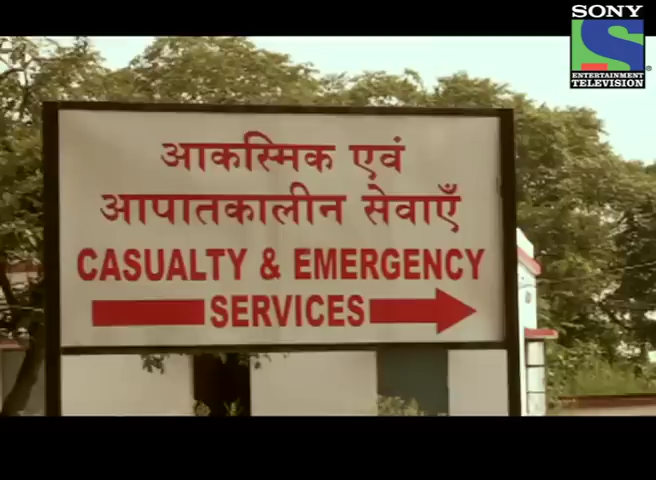 SONY
ENTERTAINMENT
TELEVISION
आकस्मिक एवं
आपातकालीन सेवाएँ
CASUALTY & EMERGENCY
SERVICES